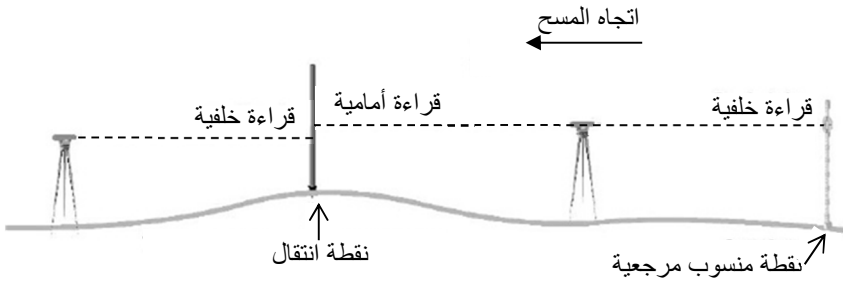 اتجاه المسح
قراءة خلفية
قراءة أمامية
قراءة خلفية
نقطة انتقال
نقطة منسوب مرجعية